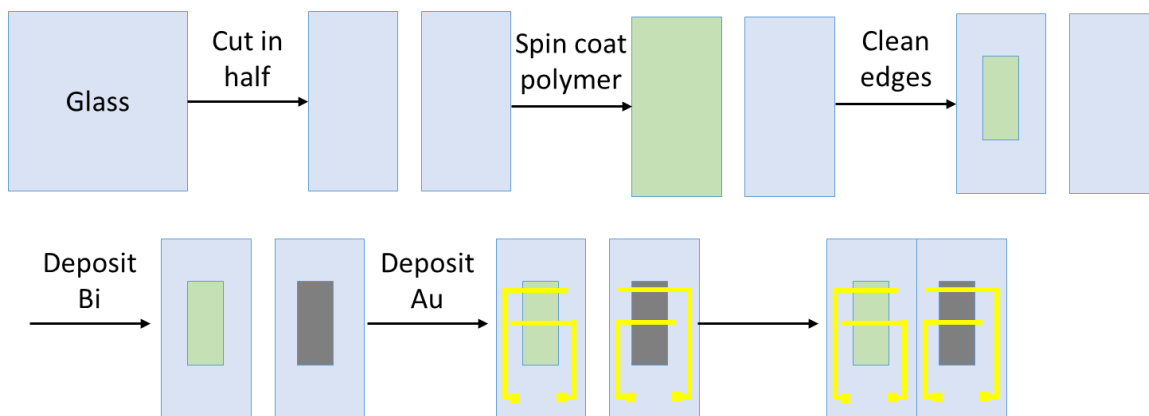 Glass
Cut in
half
Spin coat
polymer
Clean
edges
Deposit
Bi
Deposit
Au